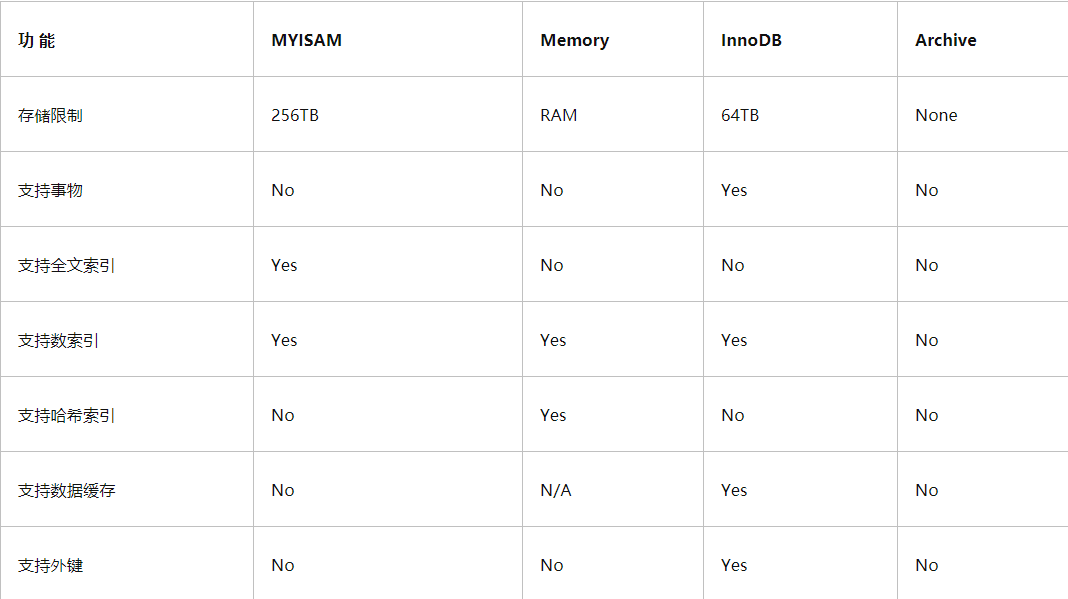 功 能 MYISAM Memory InnoDB Archive
存储限制 256TB RAM 64TB None
支持事物 No No Yes No
支持全文索引 Yes No No No
支持数索引 Yes Yes Yes No
支持哈希索引 No Yes No No
支持数据缓存 No N/A Yes No
支持外键 No No Yes No